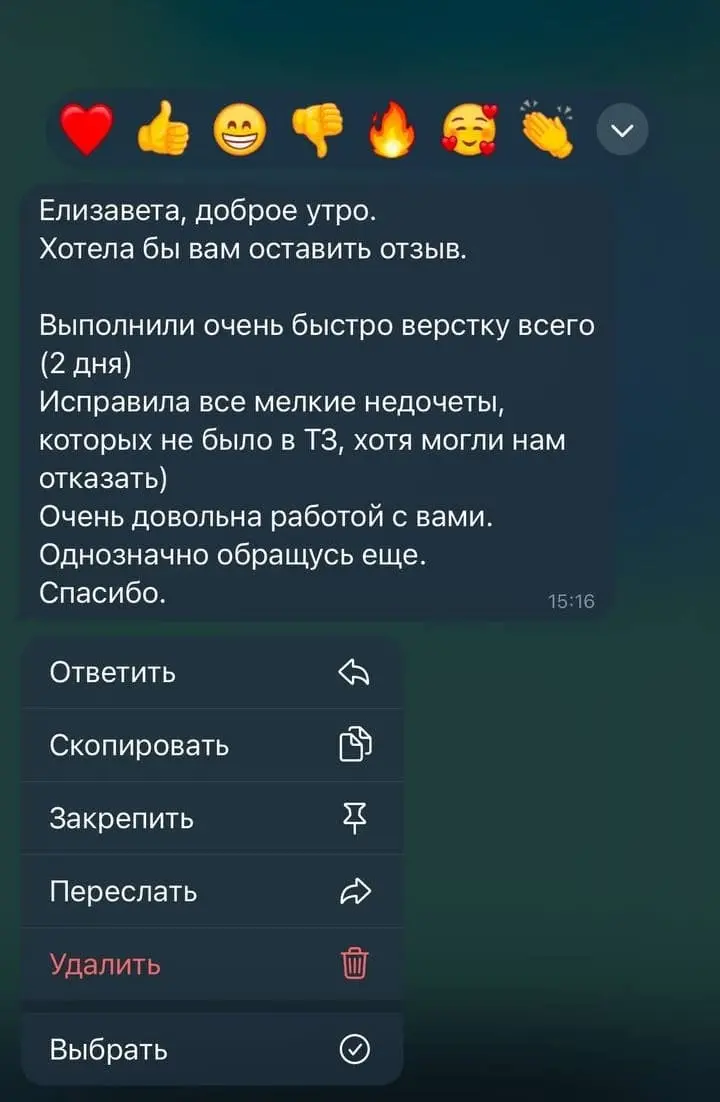 Елизавета, доброе утро.
Хотела бы вам оставить отзыв.
Выполнили очень быстро верстку всего
(2 дня)
Исправила все мелкие недочеты,
которых не было в ТЗ, хотя могли нам
отказать)
Очень довольна работой с вами.
Однозначно обращусь еще.
Спасибо.
15:16
Ответить
Скопировать
Закрепить
Переслать
Удалить
Выбрать